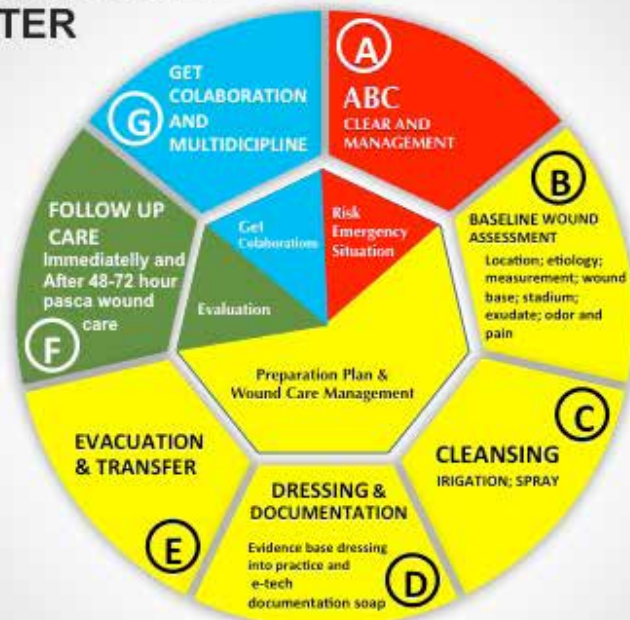 TER
A
ABC
CLEAR AND
MANAGEMENT
B
BASELINE WOUND
ASSESSMENT
Location; etiology;
measurement; wound
base; stadium;
exudate; odor and
pain
C
CLEANSING
IRIGATION; SPRAY
D
DRESSING &
DOCUMENTATION
Evidence base dressing
into practice and
e-tech
documentation soap
E
EVACUATION
& TRANSFER
F
FOLLOW UP
CARE
Immediatelly and
After 48-72 hour
pasca wound
care
G
GET
COLABORATION
AND
MULTIDICIPLINE
Get
Colaborations
Risk
Emergency
Situation
Evaluation
Preparation Plan &
Wound Care Management